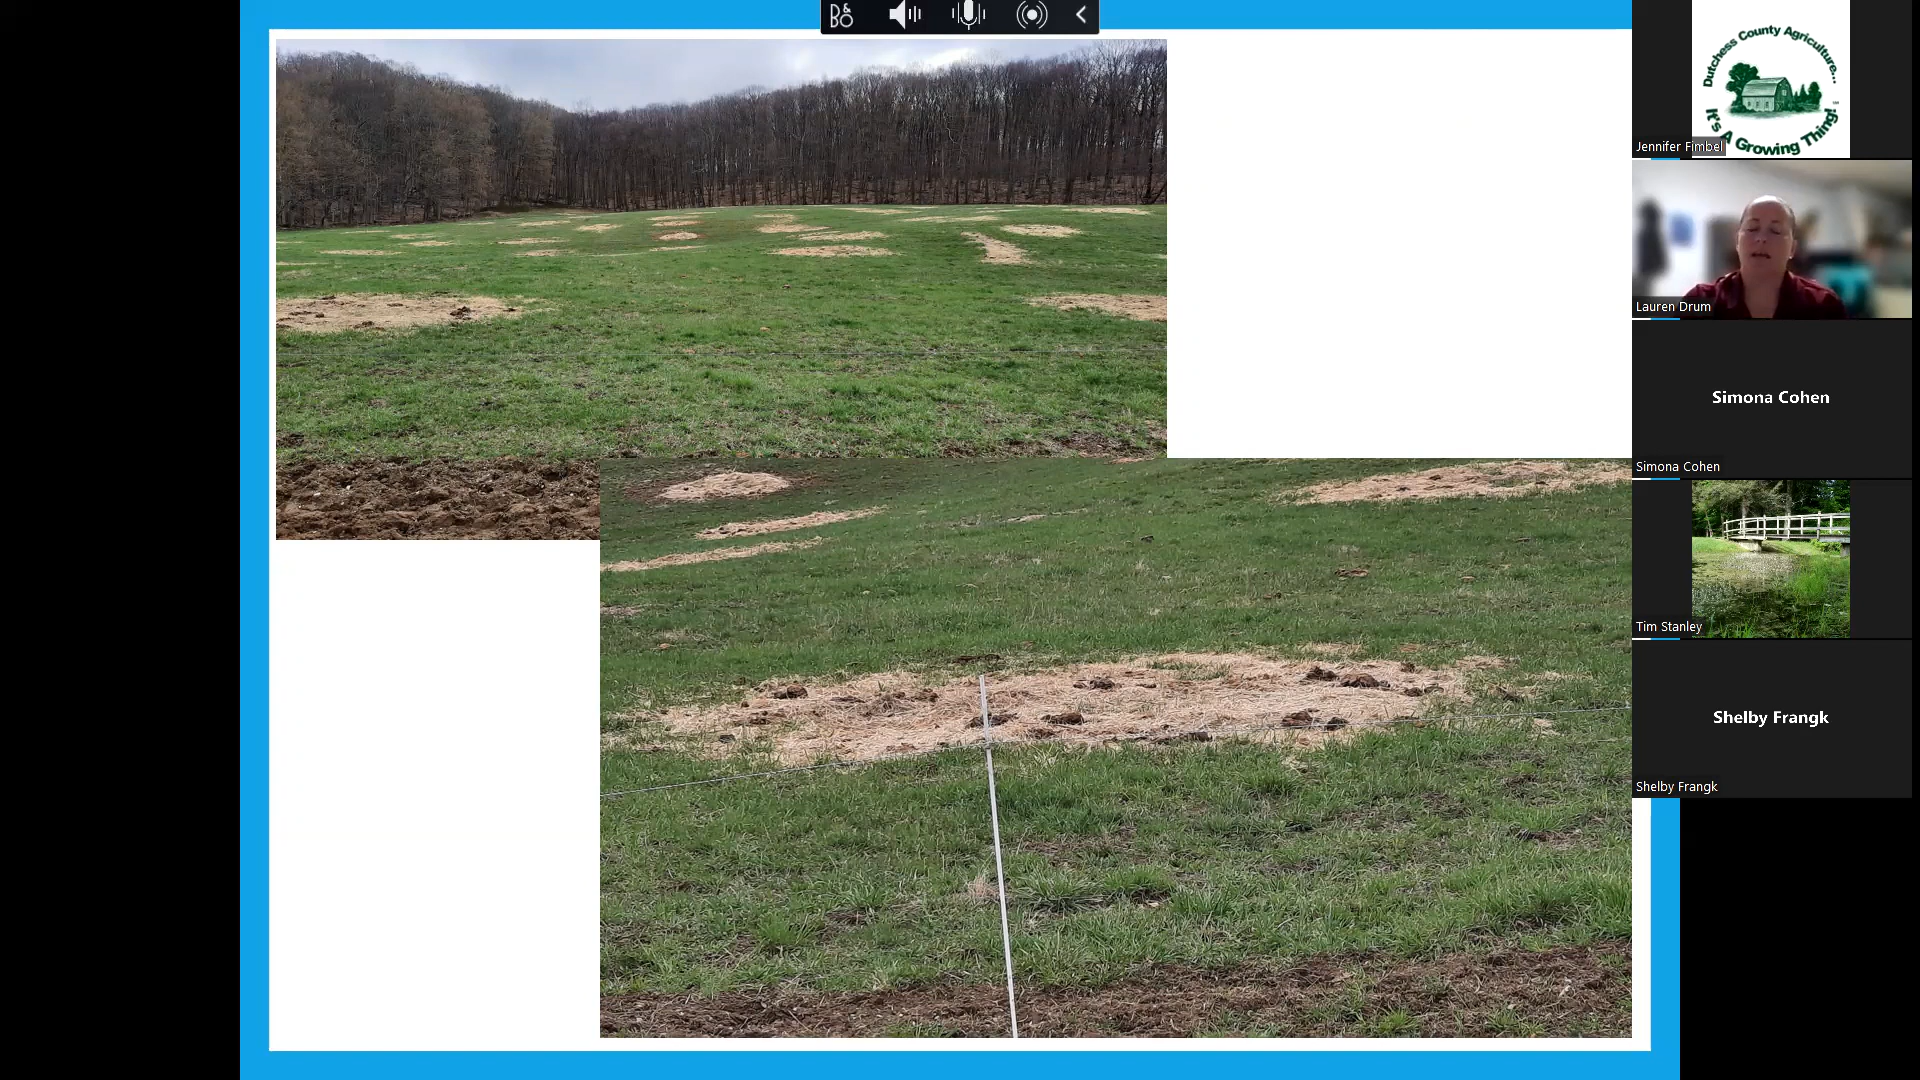 B&O
Dutchess County Agriculture...
It's A Growing Thing!
Jennifer Fimbel
Lauren Drum
Simona Cohen
Simona Cohen
Tim Stanley
Shelby Frangk
Shelby Frangk